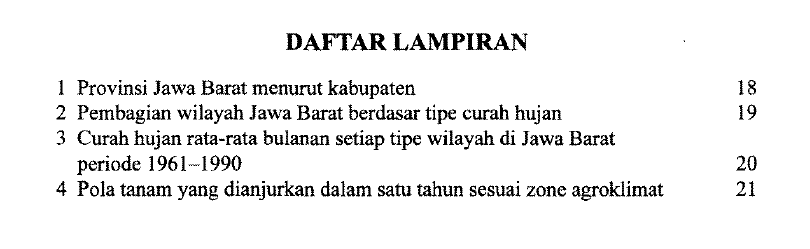 DAFTAR LAMPIRAN
1 Provinsi Jawa Barat menurut kabupaten 18
2 Pembagian wilayah Jawa Barat berdasar tipe curah hujan 19
3 Curah hujan rata-rata bulanan setiap tipe wilayah di Jawa Barat
periode 1961–1990 20
4 Pola tanam yang dianjurkan dalam satu tahun sesuai zone agroklimat 21